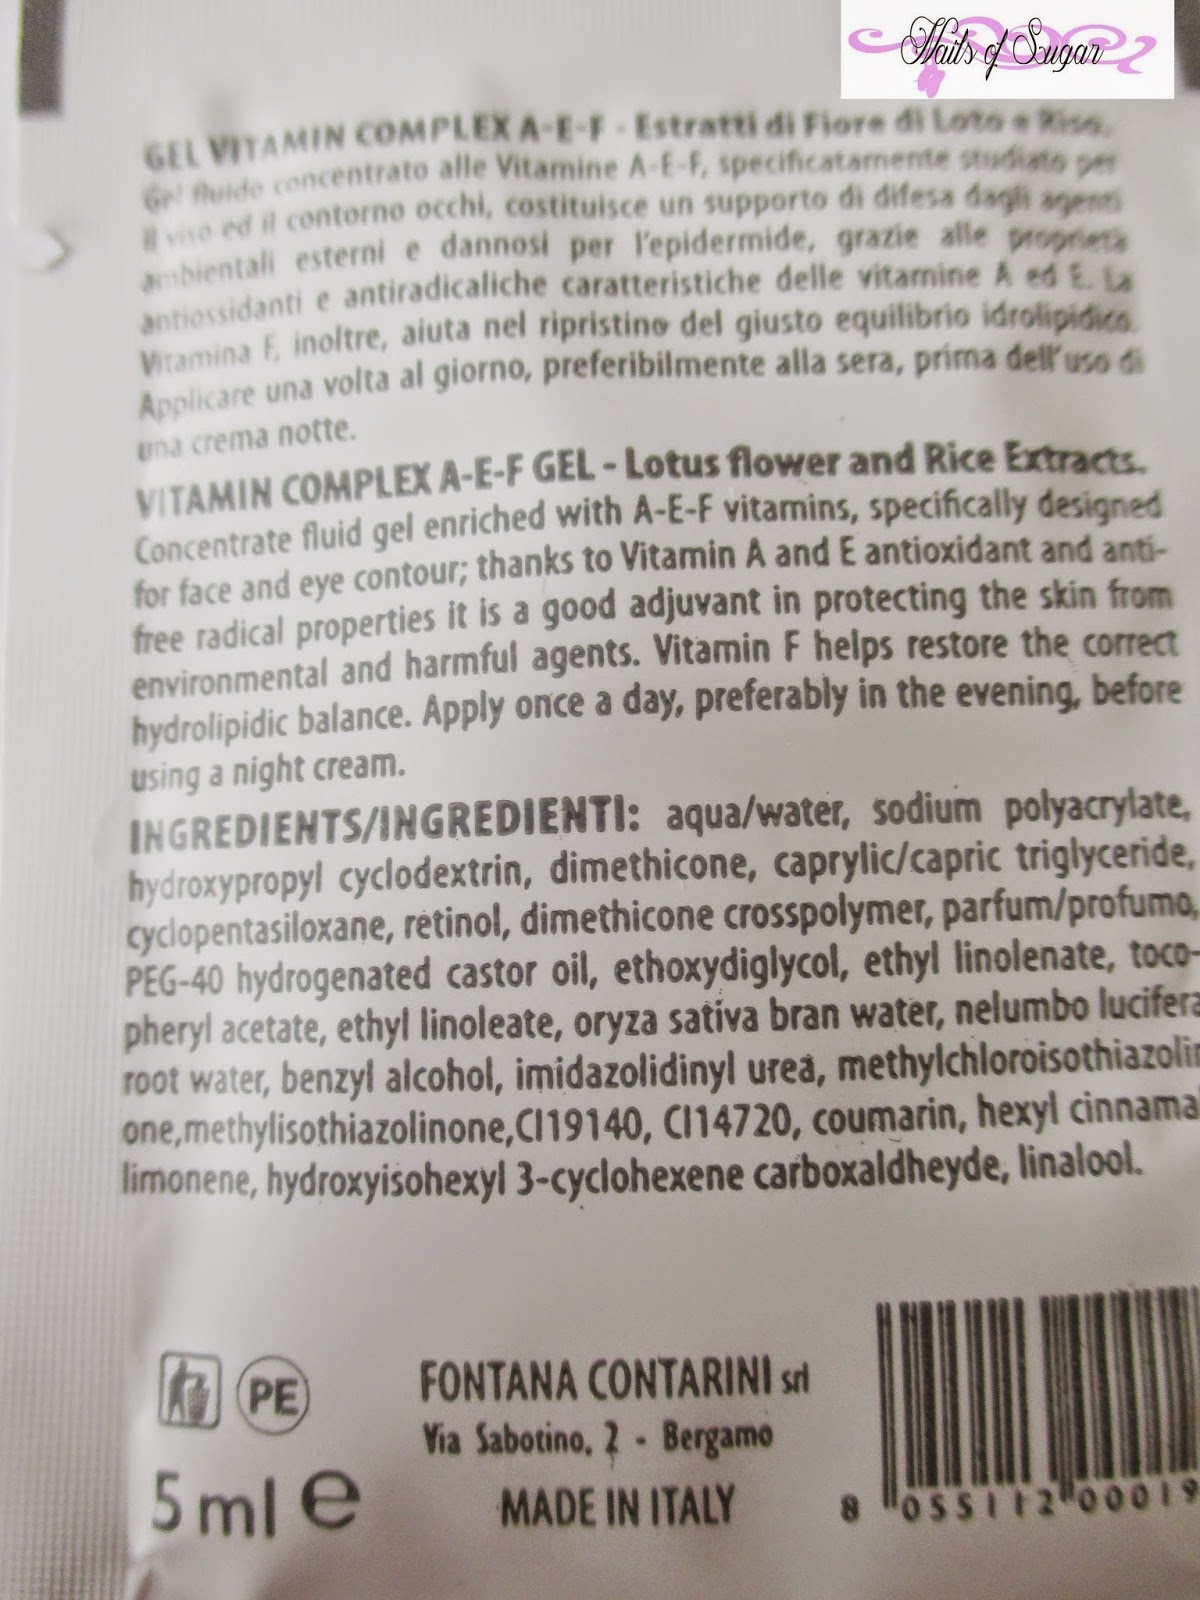 Nails of Sugar
GEL VITAMIN COMPLEX A-E-F - Estratti di Fiore di Loto e Riso.
Gel fluido concentrato alle Vitamine A-E-F, specificatamente studiato per
il viso ed il contorno occhi, costituisce un supporto di difesa dagli agenti
ambientali esterni e dannosi per l'epidermide, grazie alle proprietà
antiossidanti e antiradicaliche caratteristiche delle vitamine A ed E. La
Vitamina F, inoltre, aiuta nel ripristino del giusto equilibrio idrolipidico.
Applicare una volta al giorno, preferibilmente alla sera, prima dell'uso di
una crema notte.
VITAMIN COMPLEX A-E-F GEL - Lotus flower and Rice Extracts.
Concentrate fluid gel enriched with A-E-F vitamins, specifically designed
for face and eye contour; thanks to Vitamin A and E antioxidant and anti-
free radical properties it is a good adjuvant in protecting the skin from
environmental and harmful agents. Vitamin F helps restore the correct
hydrolipidic balance. Apply once a day, preferably in the evening, before
using a night cream.
INGREDIENTS/INGREDIENTI: aqua/water, sodium polyacrylate,
hydroxypropyl cyclodextrin, dimethicone, caprylic/capric triglyceride,
cyclopentasiloxane, retinol, dimethicone crosspolymer, parfum/profumo,
PEG-40 hydrogenated castor oil, ethoxydiglycol, ethyl linolenate, toco-
pheryl acetate, ethyl linoleate, oryza sativa bran water, nelumbo lucifera
root water, benzyl alcohol, imidazolidinyl urea, methylchloroisothiazolin
one,methylisothiazolinone,CI19140, CI14720, coumarin, hexyl cinnama
limonene, hydroxyisohexyl 3-cyclohexene carboxaldheyde, linalool.
PE
FONTANA CONTARINI srl
Via Sabotino, 2 - Bergamo
5 ml e
MADE IN ITALY
8 055112 00019